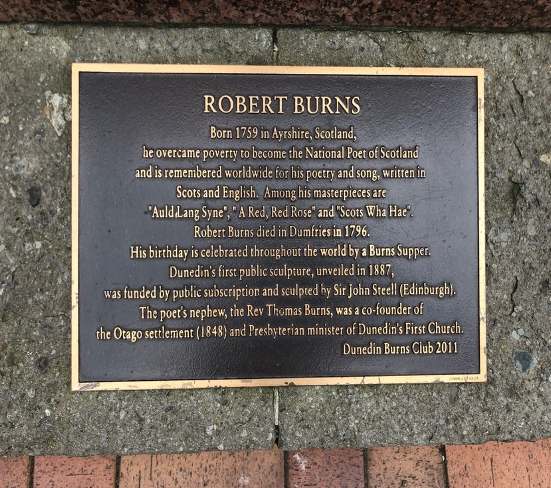 ROBERT BURNS
Born 1759 in Ayrshire, Scotland,
he overcame poverty to become the National Poet of Scotland
and is remembered worldwide for his poetry and song, written in
Scots and English. Among his masterpieces are
"Auld Lang Syne", " A Red, Red Rose" and "Scots Wha Hae".
Robert Burns died in Dumfries in 1796.
His birthday is celebrated throughout the world by a Burns Supper.
Dunedin's first public sculpture, unveiled in 1887,
was funded by public subscription and sculpted by Sir John Steell (Edinburgh).
The poet's nephew, the Rev Thomas Burns, was a co-founder of
the Otago settlement (1848) and Presbyterian minister of Dunedin's First Church.
Dunedin Burns Club 2011